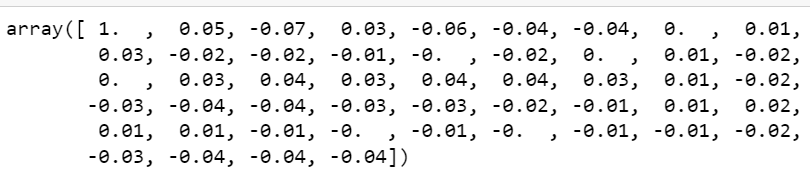 array([ 1.  ,  0.05, -0.07,  0.03, -0.06, -0.04, -0.04,  0.  ,  0.01,
        0.03, -0.02, -0.02, -0.01, -0.  , -0.02,  0.  ,  0.01, -0.02,
        0.  ,  0.03,  0.04,  0.03,  0.04,  0.04,  0.03,  0.01, -0.02,
       -0.03, -0.04, -0.04, -0.03, -0.03, -0.02, -0.01,  0.01,  0.02,
        0.01,  0.01, -0.01, -0.  , -0.01, -0.  , -0.01, -0.01, -0.02,
       -0.03, -0.04, -0.04, -0.04])